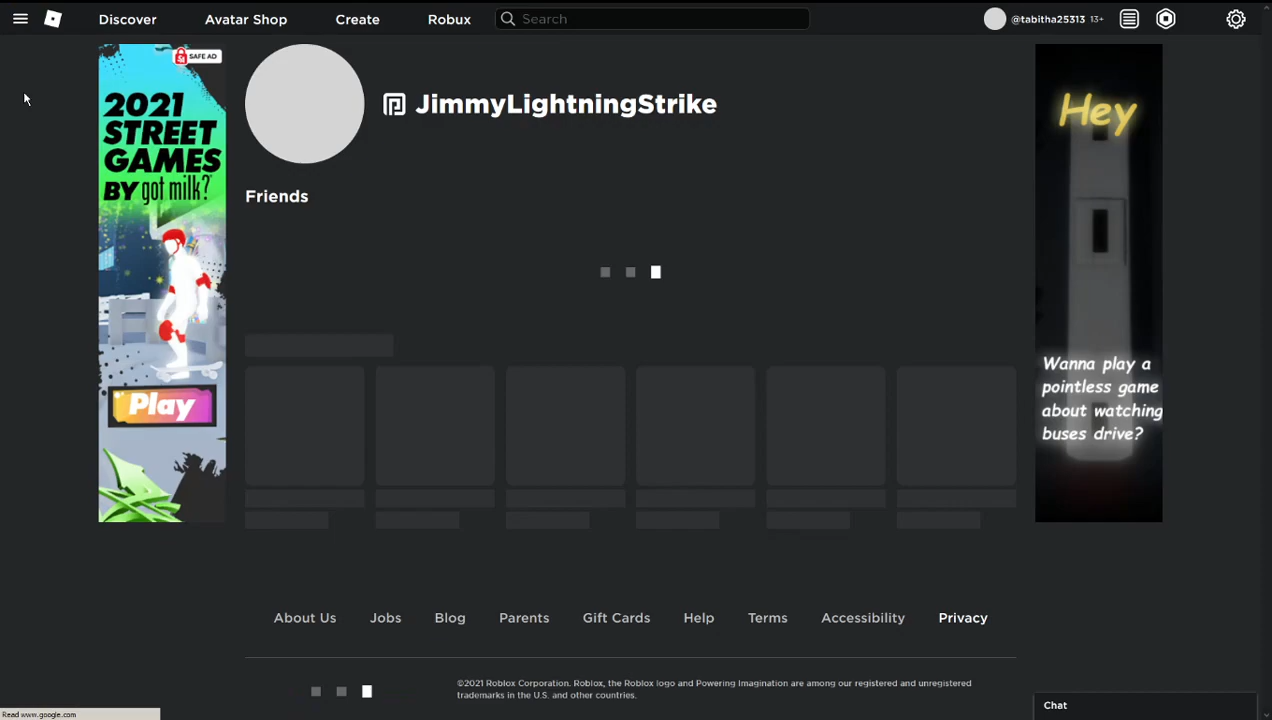 Discover
Avatar Shop
Create
Robux
Search
@tabitha25313 13+
SAFE AD
2021
STREET
GAMES
BY got milk?
Play
JimmyLightningStrike
Friends
Hey
Wanna play a
pointless game
about watching
buses drive?
About Us
Jobs
Blog
Parents
Gift Cards
Help
Terms
Accessibility
Privacy
©2021 Roblox Corporation. Roblox, the Roblox logo and Powering Imagination are among our registered and unregistered
trademarks in the U.S. and other countries.
Chat
Read www.google.com